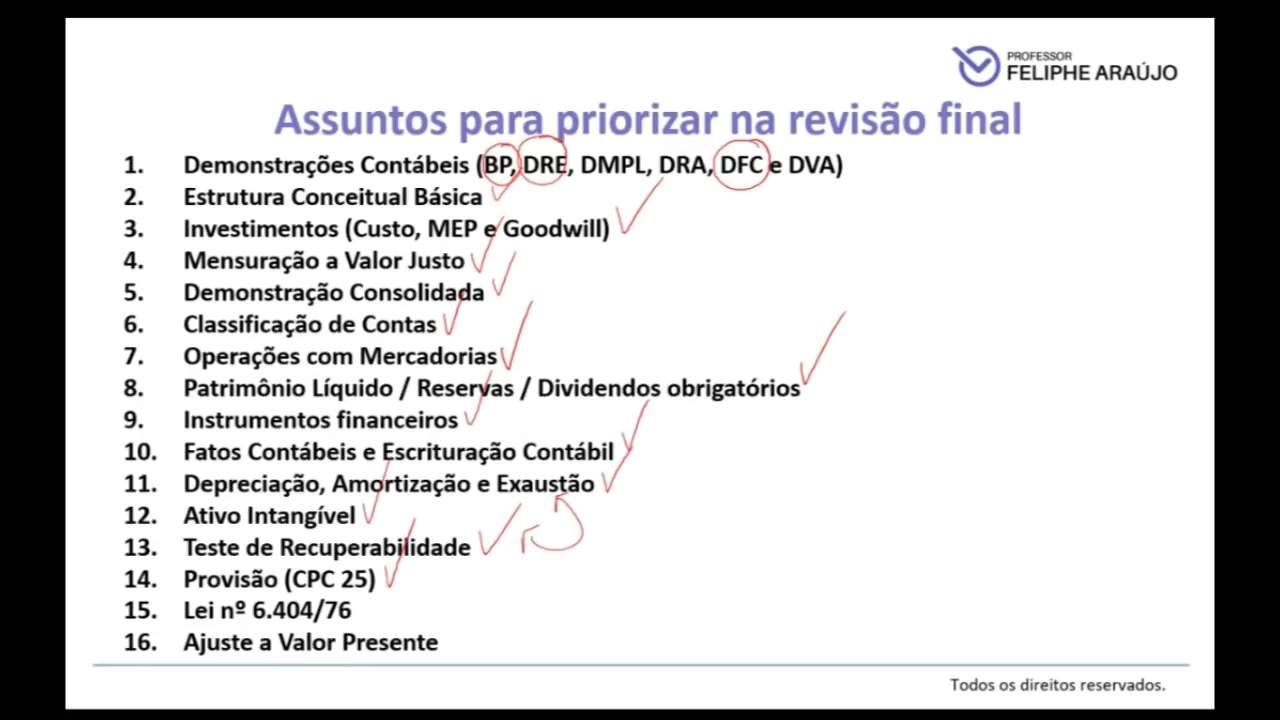 PROFESSOR
FELIPHE ARAÚJO
Assuntos para priorizar na revisão final
1. Demonstrações Contábeis (BP, DRE, DMPL, DRA, DFC e DVA)
2. Estrutura Conceitual Básica
3. Investimentos (Custo, MEP e Goodwill)
4. Mensuração a Valor Justo
5. Demonstração Consolidada
6. Classificação de Contas
7. Operações com Mercadorias
8. Patrimônio Líquido / Reservas / Dividendos obrigatórios
9. Instrumentos financeiros
10. Fatos Contábeis e Escrituração Contábil
11. Depreciação, Amortização e Exaustão
12. Ativo Intangível
13. Teste de Recuperabilidade
14. Provisão (CPC 25)
15. Lei nº 6.404/76
16. Ajuste a Valor Presente
Todos os direitos reservados.